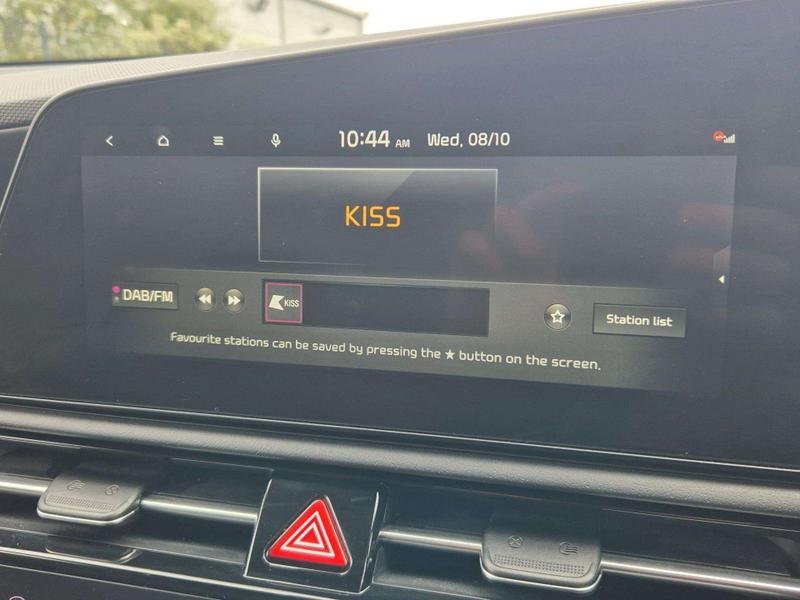 10:44 AM Wed, 08/10
KISS
DAB/FM
KISS
Station list
Favourite stations can be saved by pressing the ★ button on the screen.